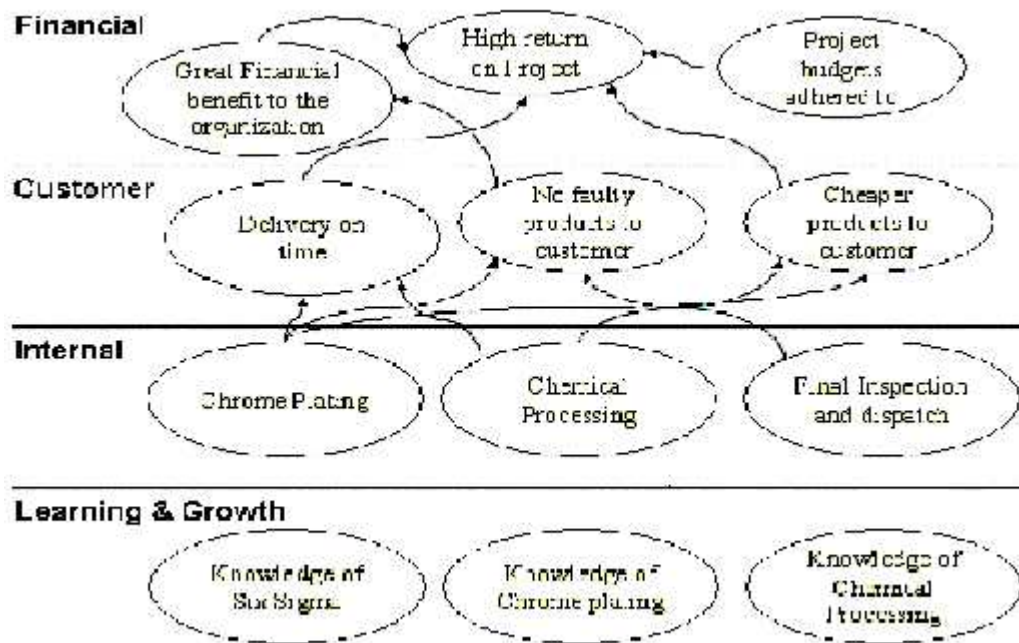 Financial
Great Financial
benefit to the
organization
High return
on Project
Project
budgets
adhered to
Customer
Delivery on
time
No faulty
products to
customer
Cheaper
products to
customer
Internal
Chrome Plating
Chemical
Processing
Final Inspection
and dispatch
Learning & Growth
Knowledge of
Six Sigma
Knowledge of
Chrome plating
Knowledge of
Chemical
Processing